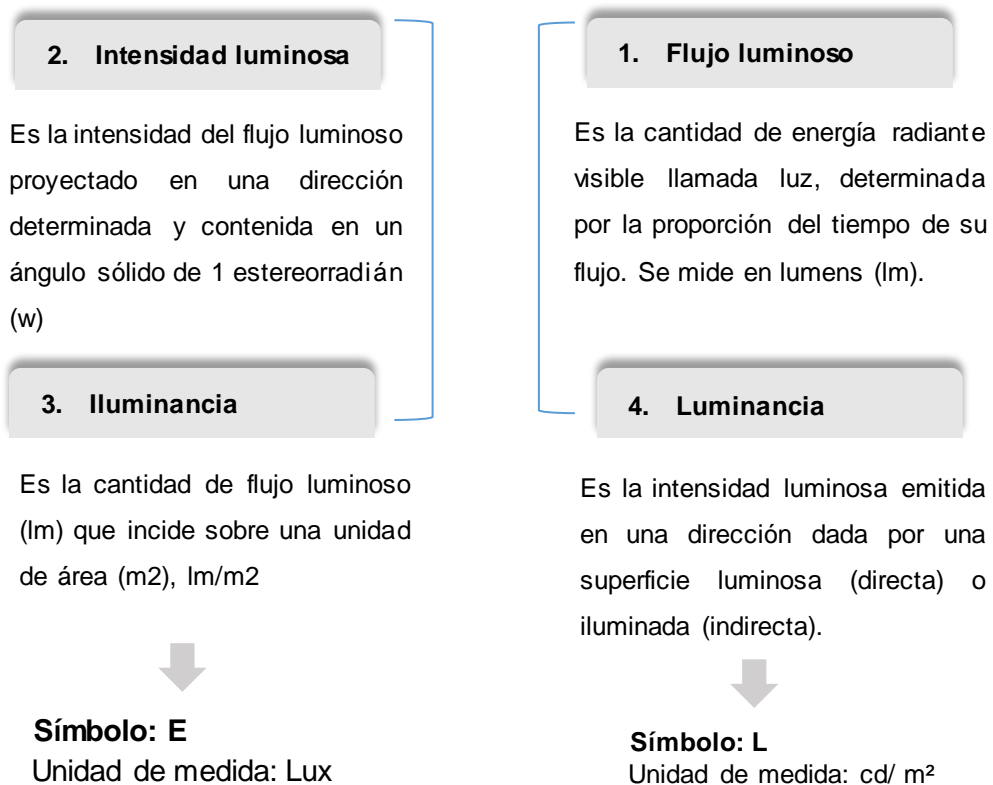 2. Intensidad luminosa
Es la intensidad del flujo luminoso
proyectado en una dirección
determinada y contenida en un
ángulo sólido de 1 estereorradián
(w)
1. Flujo luminoso
Es la cantidad de energía radiante
visible llamada luz, determinada
por la proporción del tiempo de su
flujo. Se mide en lumens (lm).
3. Iluminancia
Es la cantidad de flujo luminoso
(lm) que incide sobre una unidad
de área (m2), lm/m2
Símbolo: E
Unidad de medida: Lux
4. Luminancia
Es la intensidad luminosa emitida
en una dirección dada por una
superficie luminosa (directa) o
iluminada (indirecta).
Símbolo: L
Unidad de medida: cd/ m²